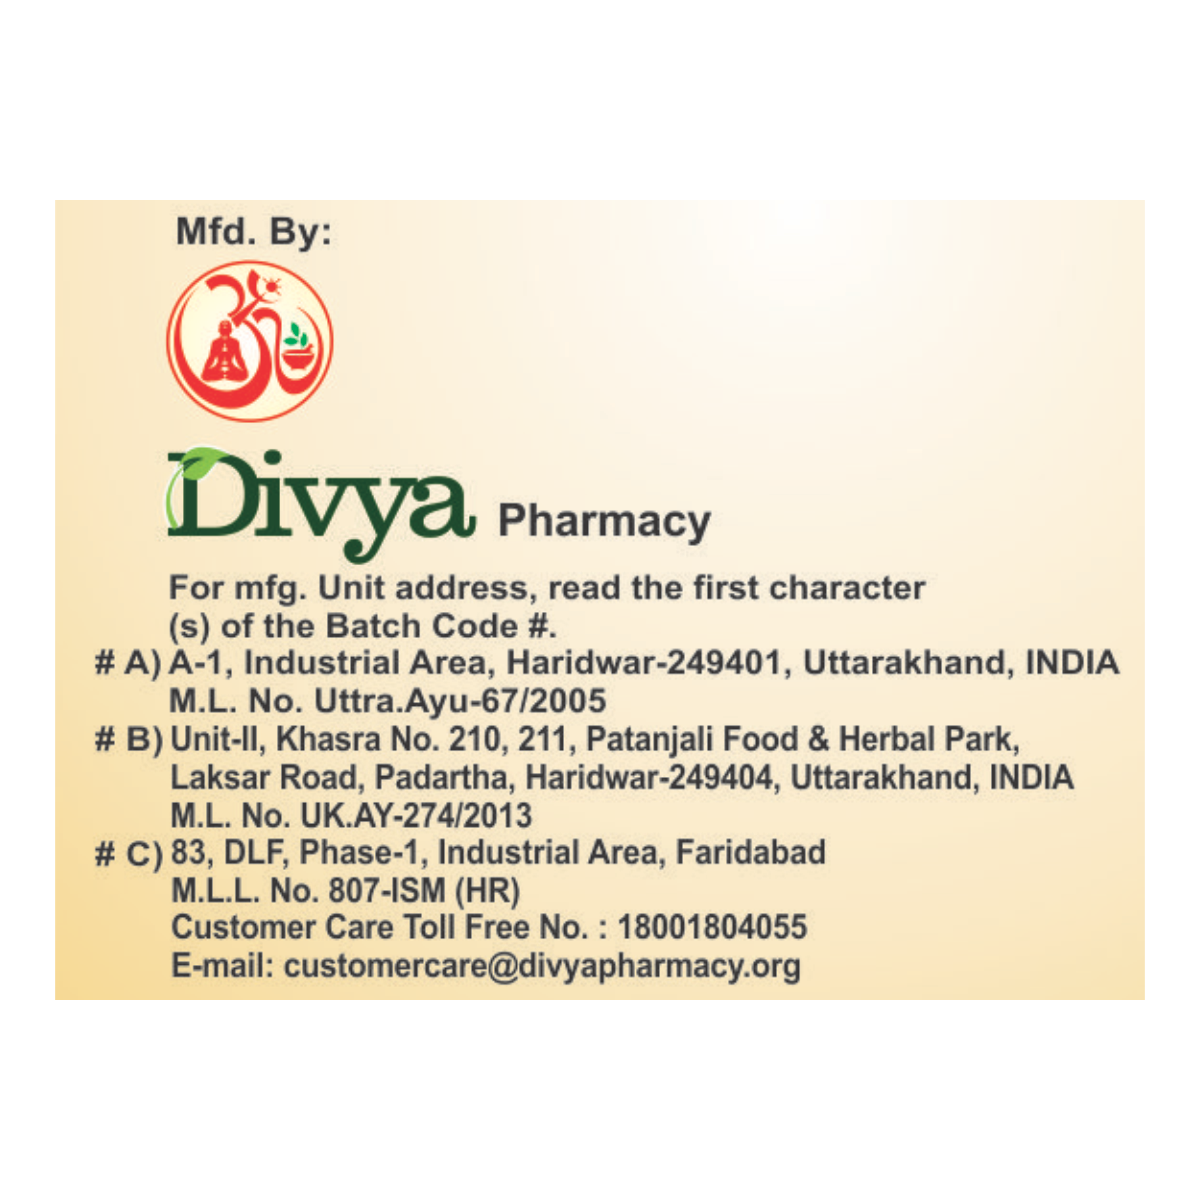 Mfd. By:
Divya Pharmacy
For mfg. Unit address, read the first character
(s) of the Batch Code #.
# A) A-1, Industrial Area, Haridwar-249401, Uttarakhand, INDIA
M.L. No. Uttra.Ayu-67/2005
# B) Unit-II, Khasra No. 210, 211, Patanjali Food & Herbal Park,
Laksar Road, Padartha, Haridwar-249404, Uttarakhand, INDIA
M.L. No. UK.AY-274/2013
# C) 83, DLF, Phase-1, Industrial Area, Faridabad
M.L.L. No. 807-ISM (HR)
Customer Care Toll Free No. : 18001804055
E-mail: customercare@divyapharmacy.org